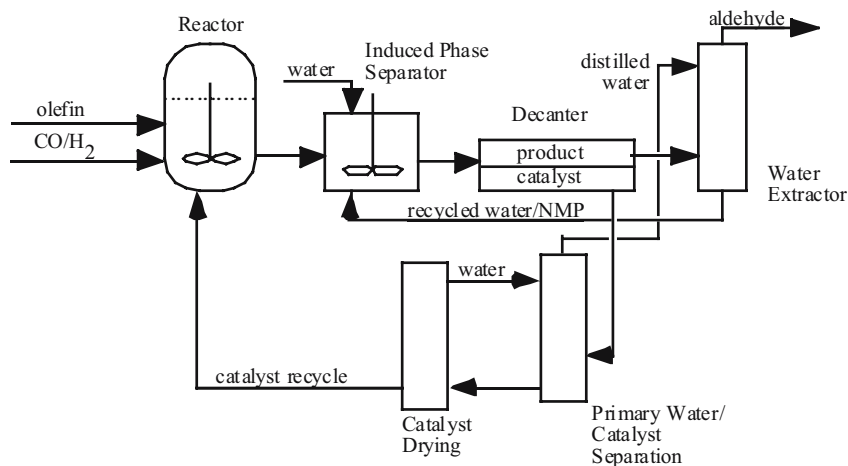 Reactor
aldehyde
Induced Phase
Separator
water
distilled
water
olefin
CO/H2
Decanter
product
catalyst
Water
Extractor
recycled water/NMP
water
catalyst recycle
Catalyst
Drying
Primary Water/
Catalyst
Separation